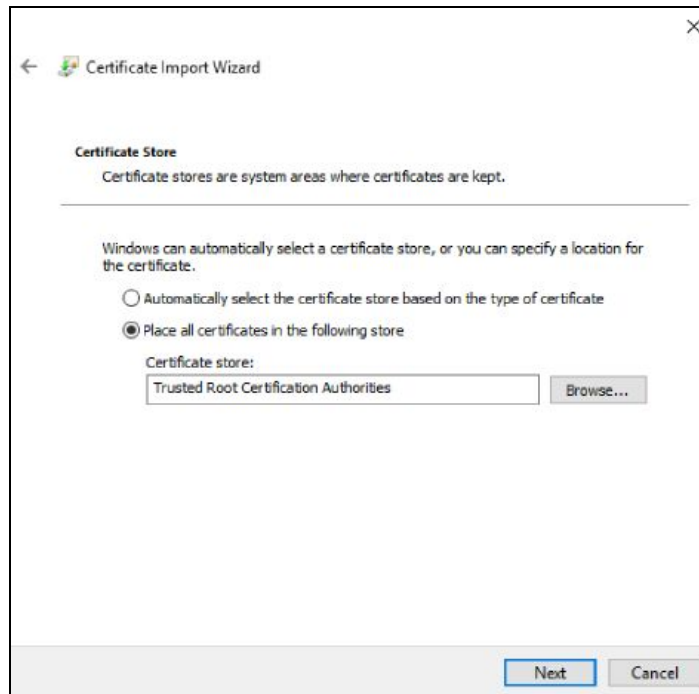 Certificate Import Wizard
Certificate Store
Certificate stores are system areas where certificates are kept.
Windows can automatically select a certificate store, or you can specify a location for
the certificate.
Automatically select the certificate store based on the type of certificate
Place all certificates in the following store
Certificate store:
Trusted Root Certification Authorities
Browse...
Next
Cancel